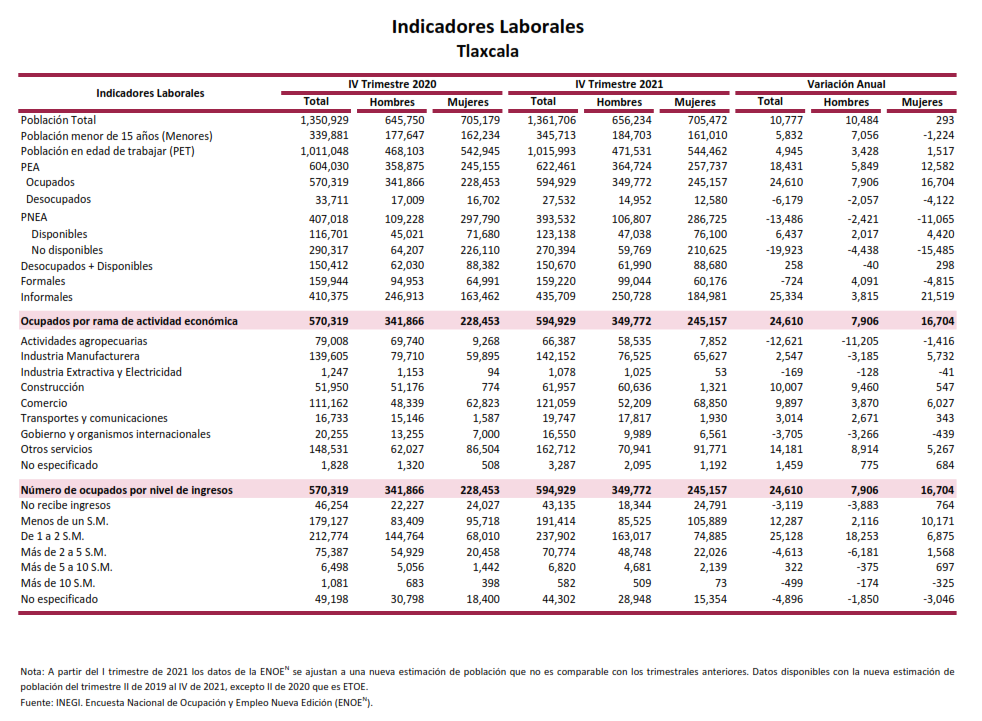 Indicadores Laborales
Tlaxcala
Indicadores Laborales IV Trimestre 2020 IV Trimestre 2021 Variación Anual
Total Hombres Mujeres Total Hombres Mujeres Total Hombres Mujeres
Población Total 1,350,929 645,750 705,179 1,361,706 656,234 705,472 10,777 10,484 293
Población menor de 15 años (Menores) 339,881 177,647 162,234 345,713 184,703 161,010 5,832 7,056 -1,224
Población en edad de trabajar (PET) 1,011,048 468,103 542,945 1,015,993 471,531 544,462 4,945 3,428 1,517
PEA 604,030 358,875 245,155 622,461 364,724 257,737 18,431 5,849 12,582
Ocupados 570,319 341,866 228,453 594,929 349,772 245,157 24,610 7,906 16,704
Desocupados 33,711 17,009 16,702 27,532 14,952 12,580 -6,179 -2,057 -4,122
PNEA 407,018 109,228 297,790 393,532 106,807 286,725 -13,486 -2,421 -11,065
Disponibles 116,701 45,021 71,680 123,138 47,038 76,100 6,437 2,017 4,420
No disponibles 290,317 64,207 226,110 270,394 59,769 210,625 -19,923 -4,438 -15,485
Desocupados + Disponibles 150,412 62,030 88,382 150,670 61,990 88,680 258 -40 298
Formales 159,944 94,953 64,991 159,220 99,044 60,176 -724 4,091 -4,815
Informales 410,375 246,913 163,462 435,709 250,728 184,981 25,334 3,815 21,519
Ocupados por rama de actividad económica 570,319 341,866 228,453 594,929 349,772 245,157 24,610 7,906 16,704
Actividades agropecuarias 79,008 69,740 9,268 66,387 58,535 7,852 -12,621 -11,205 -1,416
Industria Manufacturera 139,605 79,710 59,895 142,152 76,525 65,627 2,547 -3,185 5,732
Industria Extractiva y Electricidad 1,247 1,153 94 1,078 1,025 53 -169 -128 -41
Construcción 51,950 51,176 774 61,957 60,636 1,321 10,007 9,460 547
Comercio 111,162 48,339 62,823 121,059 52,209 68,850 9,897 3,870 6,027
Transportes y comunicaciones 16,733 15,146 1,587 19,747 17,817 1,930 3,014 2,671 343
Gobierno y organismos internacionales 20,255 13,255 7,000 16,550 9,989 6,561 -3,705 -3,266 -439
Otros servicios 148,531 62,027 86,504 162,712 70,941 91,771 14,181 8,914 5,267
No especificado 1,828 1,320 508 3,287 2,095 1,192 1,459 775 684
Número de ocupados por nivel de ingresos 570,319 341,866 228,453 594,929 349,772 245,157 24,610 7,906 16,704
No recibe ingresos 46,254 22,227 24,027 43,135 18,344 24,791 -3,119 -3,883 764
Menos de un S.M. 179,127 83,409 95,718 191,414 85,525 105,889 12,287 2,116 10,171
De 1 a 2 S.M. 212,774 144,764 68,010 237,902 163,017 74,885 25,128 18,253 6,875
Más de 2 a 5 S.M. 75,387 54,929 20,458 70,774 48,748 22,026 -4,613 -6,181 1,568
Más de 5 a 10 S.M. 6,498 5,056 1,442 6,820 4,681 2,139 322 -375 697
Más de 10 S.M. 1,081 683 398 582 509 73 -499 -174 -325
No especificado 49,198 30,798 18,400 44,302 28,948 15,354 -4,896 -1,850 -3,046
Nota: A partir del I trimestre de 2021 los datos de la ENOEᴺ se ajustan a una nueva estimación de población que no es comparable con los trimestrales anteriores. Datos disponibles con la nueva estimación de
población del trimestre II de 2019 al IV de 2021, excepto II de 2020 que es ETOE.
Fuente: INEGI. Encuesta Nacional de Ocupación y Empleo Nueva Edición (ENOEᴺ).